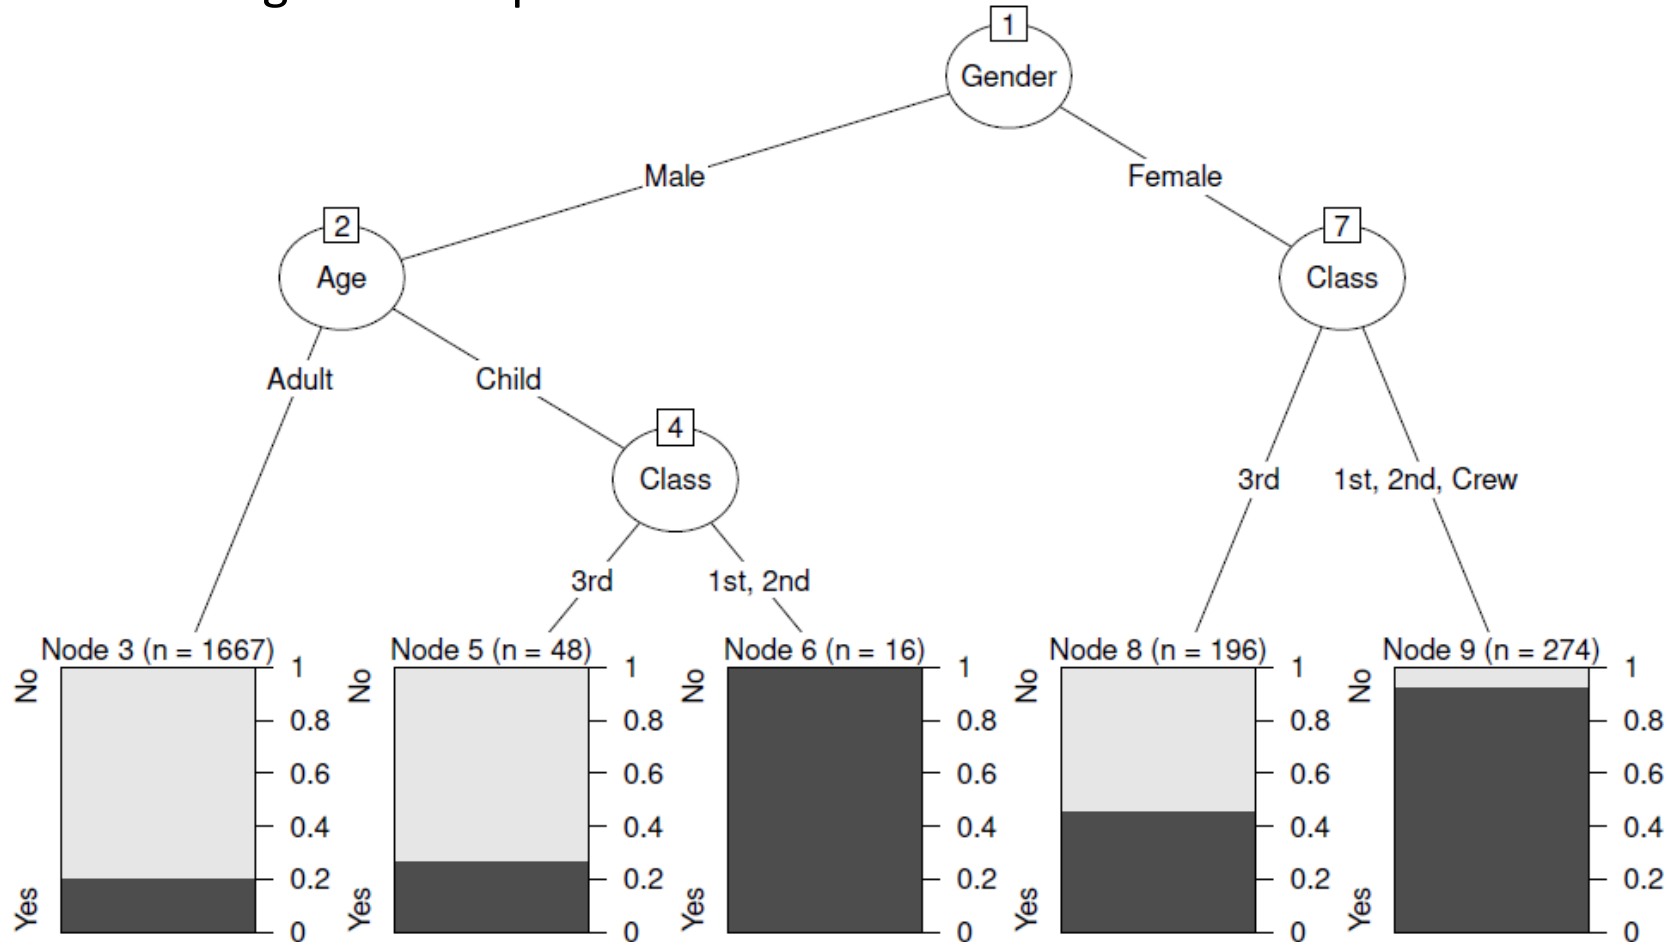 1
Gender
Male
Female
2
Age
7
Class
Adult
Child
4
Class
3rd
1st, 2nd, Crew
3rd
1st, 2nd
Node 3 (n = 1667)
No
Yes
1
0.8
0.6
0.4
0.2
0
Node 5 (n = 48)
No
Yes
1
0.8
0.6
0.4
0.2
0
Node 6 (n = 16)
No
Yes
1
0.8
0.6
0.4
0.2
0
Node 8 (n = 196)
No
Yes
1
0.8
0.6
0.4
0.2
0
Node 9 (n = 274)
No
Yes
1
0.8
0.6
0.4
0.2
0